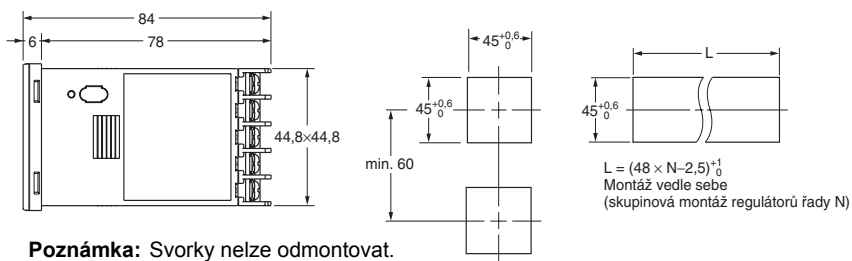 84
6
78
44,8×44,8
45 +0,6 0
45 +0,6 0
min. 60
L
45 +0,6 0
L = (48 × N–2,5) +1 0
Montáž vedle sebe
(skupinová montáž regulátorů řady N)
Poznámka: Svorky nelze odmontovat.